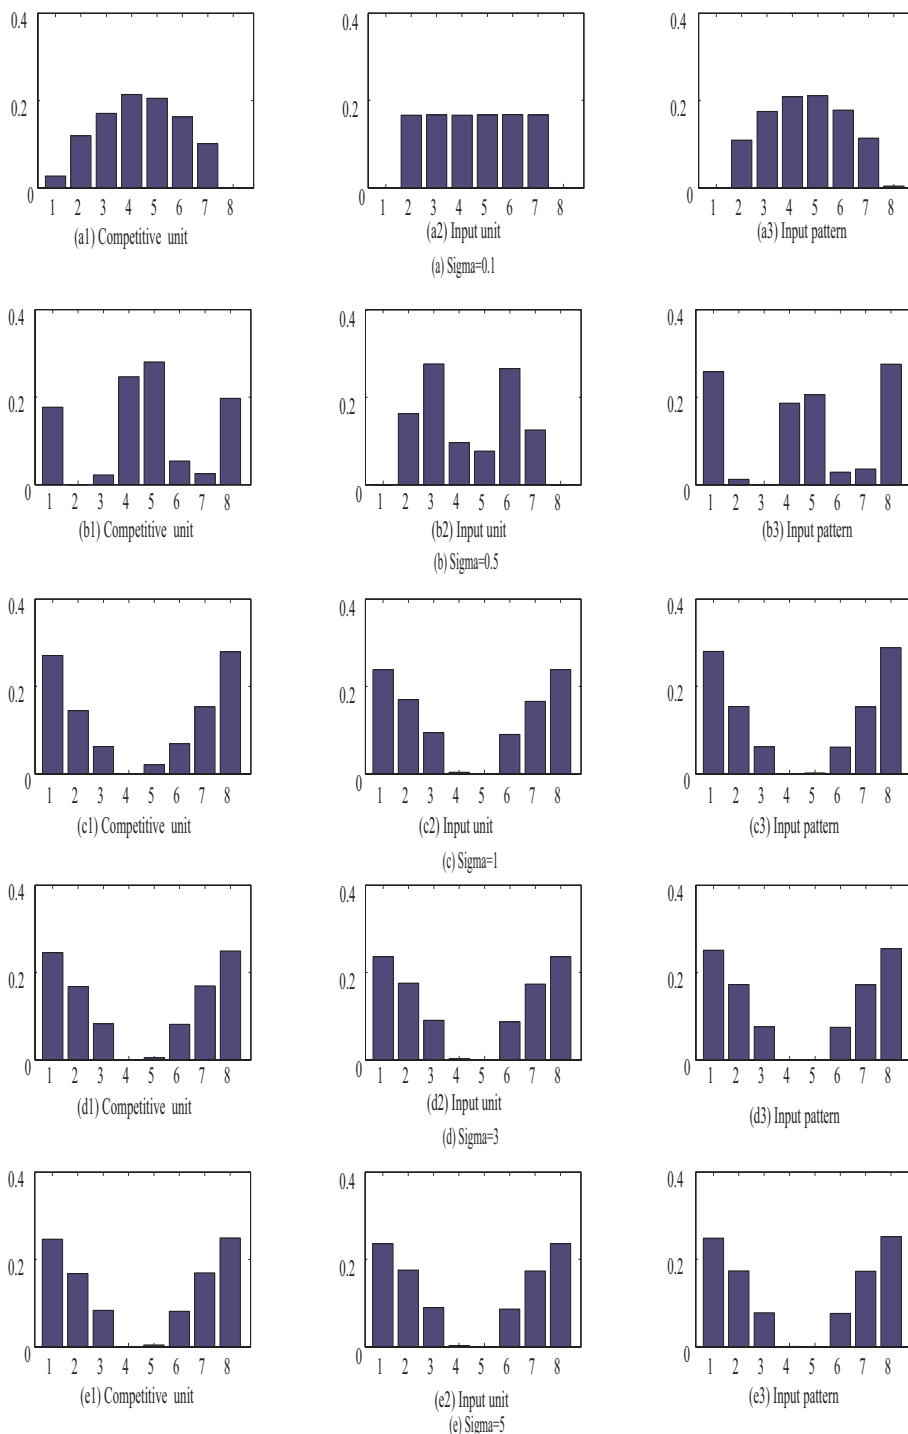 0.4 0.4 0.4
0.2 0.2 0.2
0 0 0
1 2 3 4 5 6 7 8 1 2 3 4 5 6 7 8 1 2 3 4 5 6 7 8
(a1) Competitive unit (a2) Input unit (a3) Input pattern
(a) Sigma=0.1
0.4 0.4 0.4
0.2 0.2 0.2
0 0 0
1 2 3 4 5 6 7 8 1 2 3 4 5 6 7 8 1 2 3 4 5 6 7 8
(b1) Competitive unit (b2) Input unit (b3) Input pattern
(b) Sigma=0.5
0.4 0.4 0.4
0.2 0.2 0.2
0 0 0
1 2 3 4 5 6 7 8 1 2 3 4 5 6 7 8 1 2 3 4 5 6 7 8
(c1) Competitive unit (c2) Input unit (c3) Input pattern
(c) Sigma=1
0.4 0.4 0.4
0.2 0.2 0.2
0 0 0
1 2 3 4 5 6 7 8 1 2 3 4 5 6 7 8 1 2 3 4 5 6 7 8
(d1) Competitive unit (d2) Input unit (d3) Input pattern
(d) Sigma=3
0.4 0.4 0.4
0.2 0.2 0.2
0 0 0
1 2 3 4 5 6 7 8 1 2 3 4 5 6 7 8 1 2 3 4 5 6 7 8
(e1) Competitive unit (e2) Input unit (e3) Input pattern
(e) Sigma=5